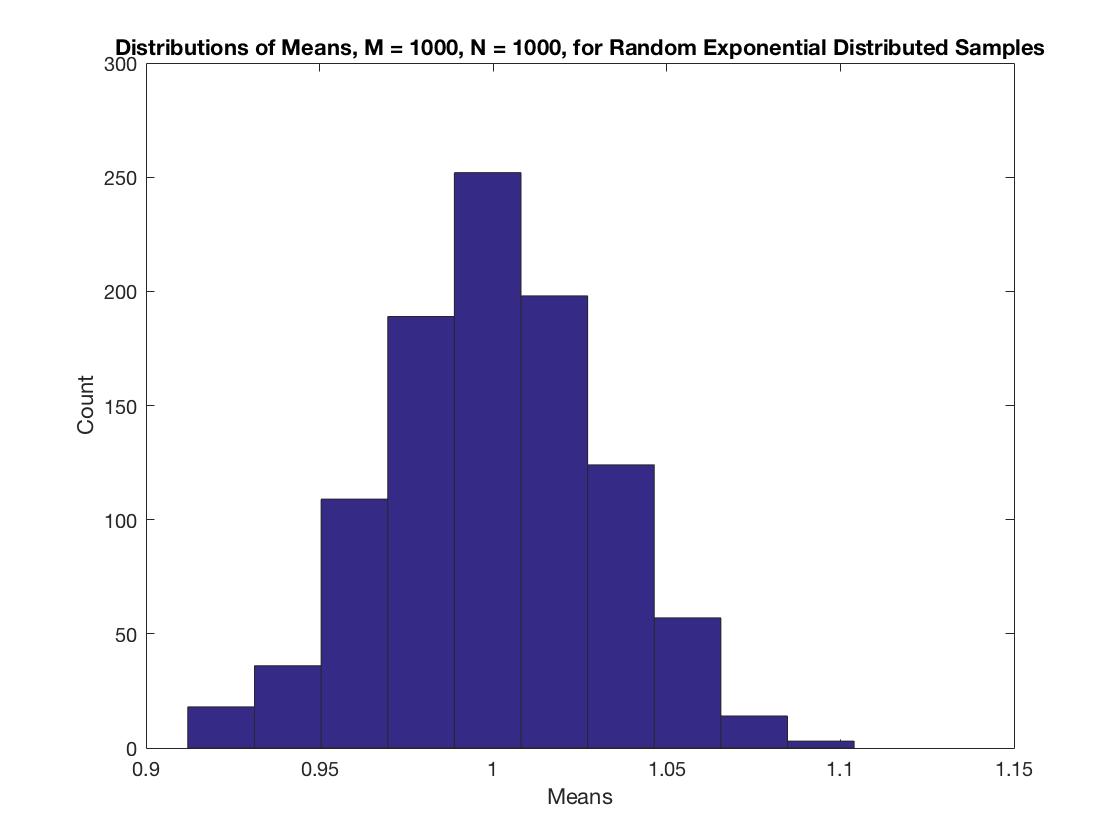 Distributions of Means, M = 1000, N = 1000, for Random Exponential Distributed Samples
300
250
200
150
100
50
0
Count
0.9 0.95 1 1.05 1.1 1.15
Means